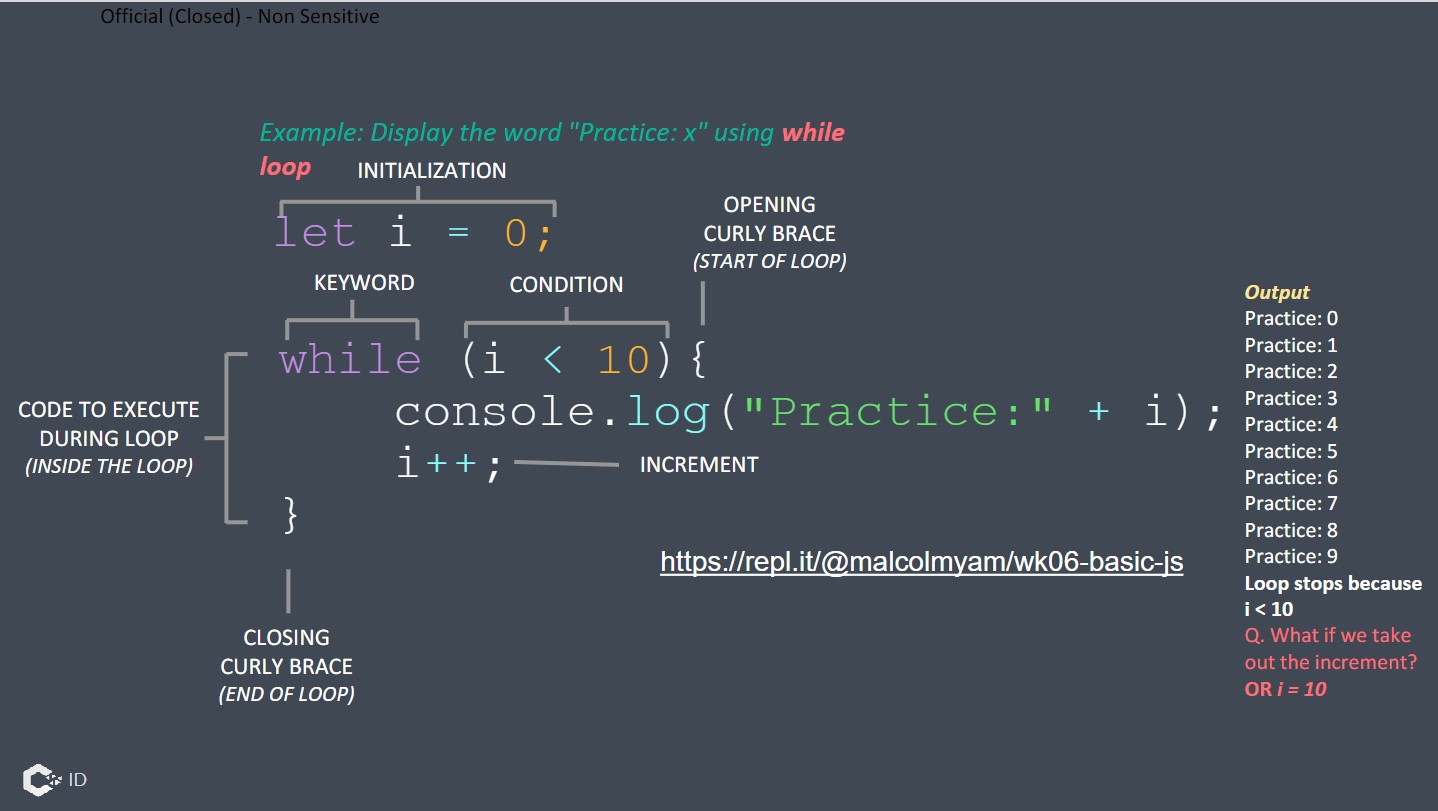 Official (Closed) - Non Sensitive
Example: Display the word "Practice: x" using while
loop
INITIALIZATION
let i = 0;
OPENING
CURLY BRACE
(START OF LOOP)
KEYWORD
CONDITION
while (i < 10){
console.log("Practice:" + i);
i++;
INCREMENT
}
CODE TO EXECUTE
DURING LOOP
(INSIDE THE LOOP)
https://repl.it/@malcolmyam/wk06-basic-js
CLOSING
CURLY BRACE
(END OF LOOP)
Output
Practice: 0
Practice: 1
Practice: 2
Practice: 3
Practice: 4
Practice: 5
Practice: 6
Practice: 7
Practice: 8
Practice: 9
Loop stops because
i < 10
Q. What if we take
out the increment?
OR i = 10
ID